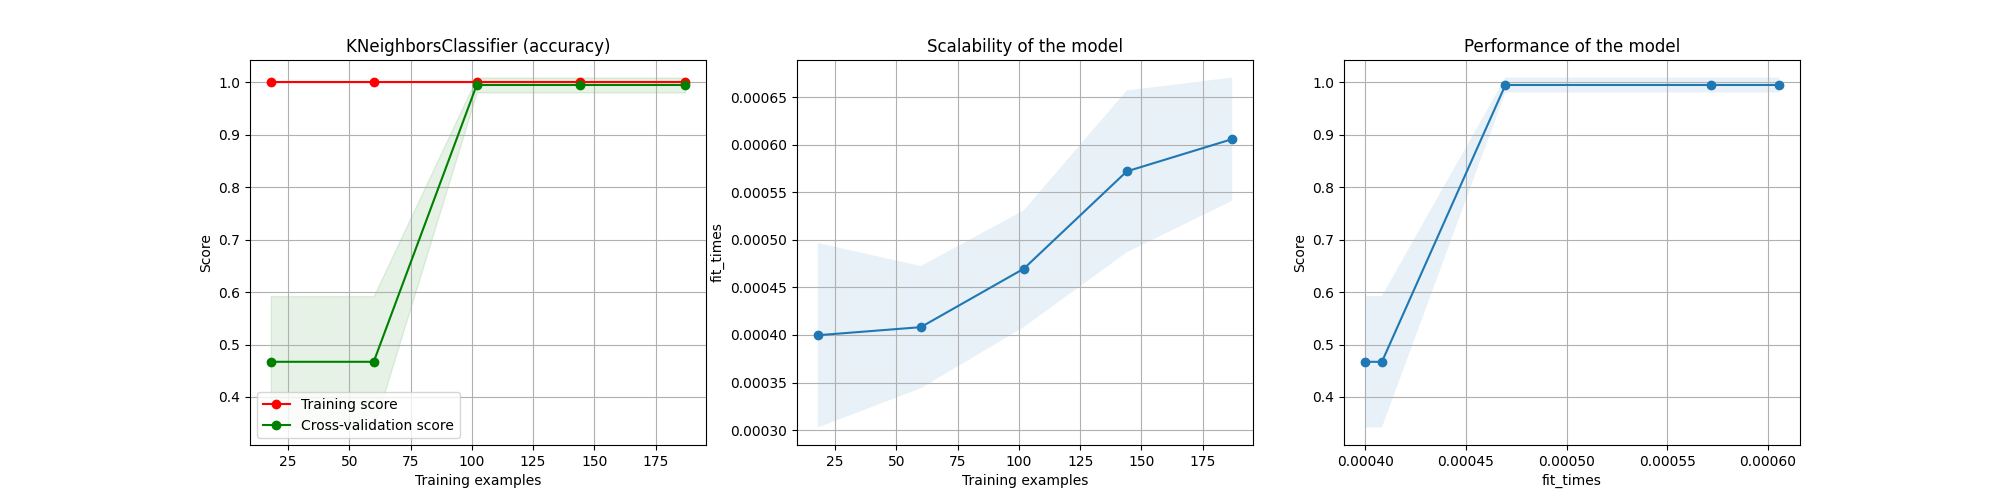 KNeighborsClassifier (accuracy)
1.0
0.9
0.8
0.7
0.6
0.5
0.4
Score
Training score
Cross-validation score
25 50 75 100 125 150 175
Training examples
Scalability of the model
0.00065
0.00060
0.00055
0.00050
0.00045
0.00040
0.00035
0.00030
fit_times
25 50 75 100 125 150 175
Training examples
Performance of the model
1.0
0.9
0.8
0.7
0.6
0.5
0.4
Score
0.00040 0.00045 0.00050 0.00055 0.00060
fit_times